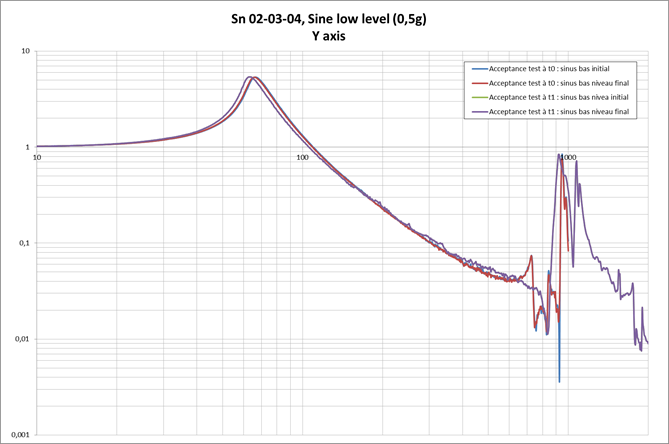 Sn 02-03-04, Sine low level (0,5g)
Y axis
10
Acceptance test à t0 : sinus bas initial
Acceptance test à t0 : sinus bas niveau final
Acceptance test à t1 : sinus bas nivea initial
Acceptance test à t1 : sinus bas niveau final
1
10
100
1000
0,1
0,01
0,001